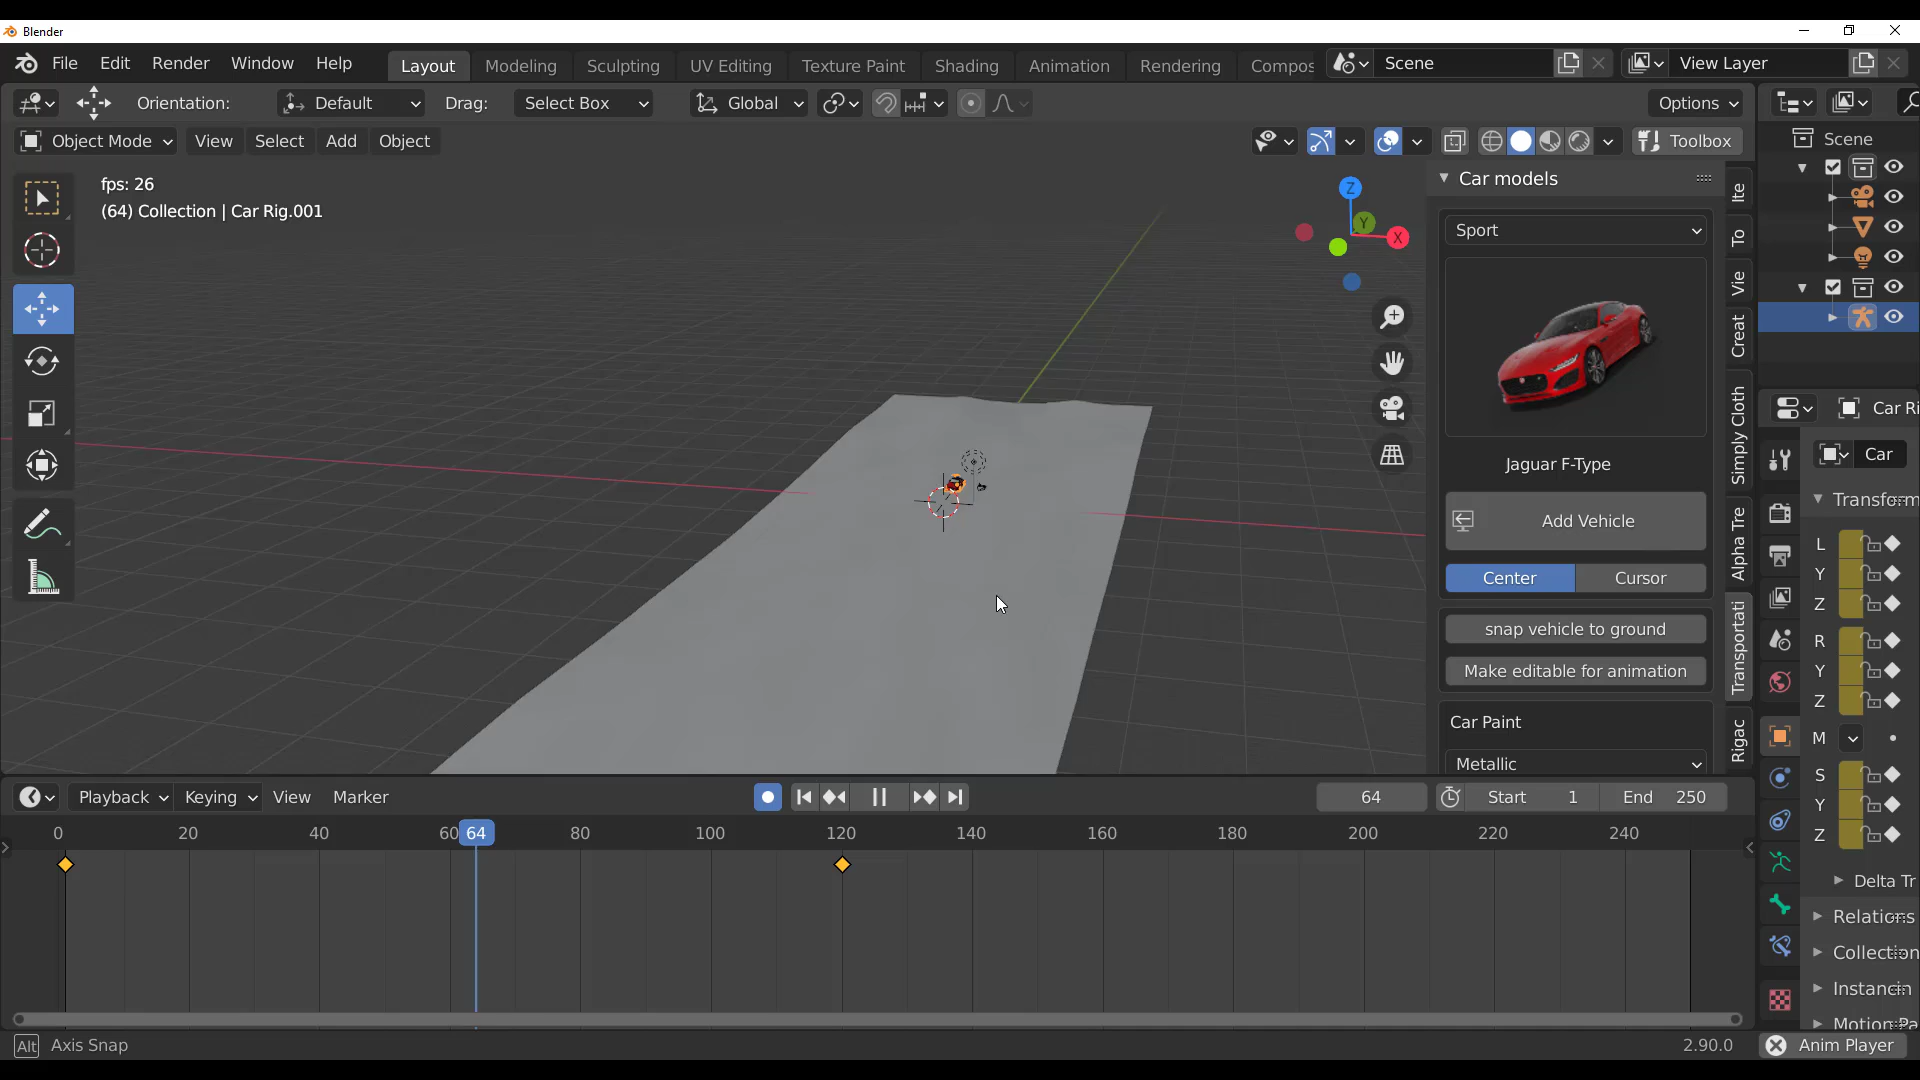 Blender
File Edit Render Window Help Layout Modeling Sculpting UV Editing Texture Paint Shading Animation Rendering Compos Scene View Layer
Orientation: Default Drag: Select Box Global Options
Object Mode View Select Add Object Toolbox
fps: 26
(64) Collection | Car Rig.001
Z
Y
X
Car models
Sport
Jaguar F-Type
Add Vehicle
Center Cursor
snap vehicle to ground
Make editable for animation
Car Paint
Metallic
Ite
To
Vie
Creat
Simply Cloth
Alpha Tre
Transportati
Rigac
Scene
Car Ri
Car
Transform
L
Y
Z
R
Y
Z
M
S
Y
Z
Delta Tr
Relations
Collection
Instancin
Motion Pa
Playback Keying View Marker 64 Start 1 End 250
0 20 40 60 64 80 100 120 140 160 180 200 220 240
Alt Axis Snap 2.90.0 Anim Player